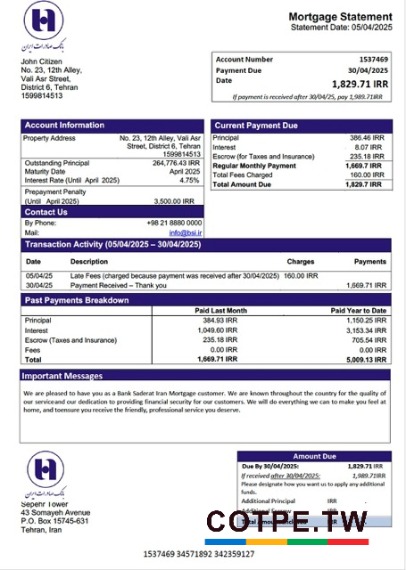 Mortgage Statement
Statement Date: 05/04/2025
بانک صادرات ایران
John Citizen
No. 23, 12th Alley,
Vali Asr Street,
District 6, Tehran
1599814513
Account Number 1537469
Payment Due 30/04/2025
Date
1,829.71 IRR
If payment is received after 30/04/25, pay 1,989.71IRR
Account Information
Property Address No. 23, 12th Alley, Vali Asr
Street, District 6, Tehran
1599814513
Outstanding Principal 264,776.43 IRR
Maturity Date April 2025
Interest Rate (Until April 2025) 4.75%
Prepayment Penalty
(Until April 2025) 3,500.00 IRR
Contact Us
By Phone: +98 21 8880 0000
Mail: info@bsi.ir
Current Payment Due
Principal 386.46 IRR
Interest 8.07 IRR
Escrow (for Taxes and Insurance) 235.18 IRR
Regular Monthly Payment 1,669.7 IRR
Total Fees Charged 160.00 IRR
Total Amount Due 1,829.7 IRR
Transaction Activity (05/04/2025 – 30/04/2025)
Date Description Charges Payments
05/04/25 Late Fees (charged because payment was received after 30/04/2025) 160.00 IRR
30/04/25 Payment Received – Thank you 1,669.71 IRR
Past Payments Breakdown
Paid Last Month Paid Year to Date
Principal 384.93 IRR 1,150.25 IRR
Interest 1,049.60 IRR 3,153.34 IRR
Escrow (Taxes and Insurance) 235.18 IRR 705.54 IRR
Fees 0.00 IRR 0.00 IRR
Total 1,669.71 IRR 5,009.13 IRR
Important Messages
We are pleased to have you as a Bank Saderat Iran Mortgage customer. We are known throughout the country for the quality of
our serviceand our dedication to providing financial security for our customers. We will do everything we can to make you feel at
home, and toensure you receive the friendly, professional service you deserve.
بانک صادرات ایران
Sepehr Tower
43 Somayeh Avenue
P.O. Box 15745-631
Tehran, Iran
Amount Due
Due By 30/04/2025: 1,829.71 IRR
If received after 30/04/2025: 1,989.71IRR
Please designate how you want us to apply any additional
funds.
Additional Principal IRR
Additional Escrow IRR
COTPE.TW
1537469 34571892 342359127